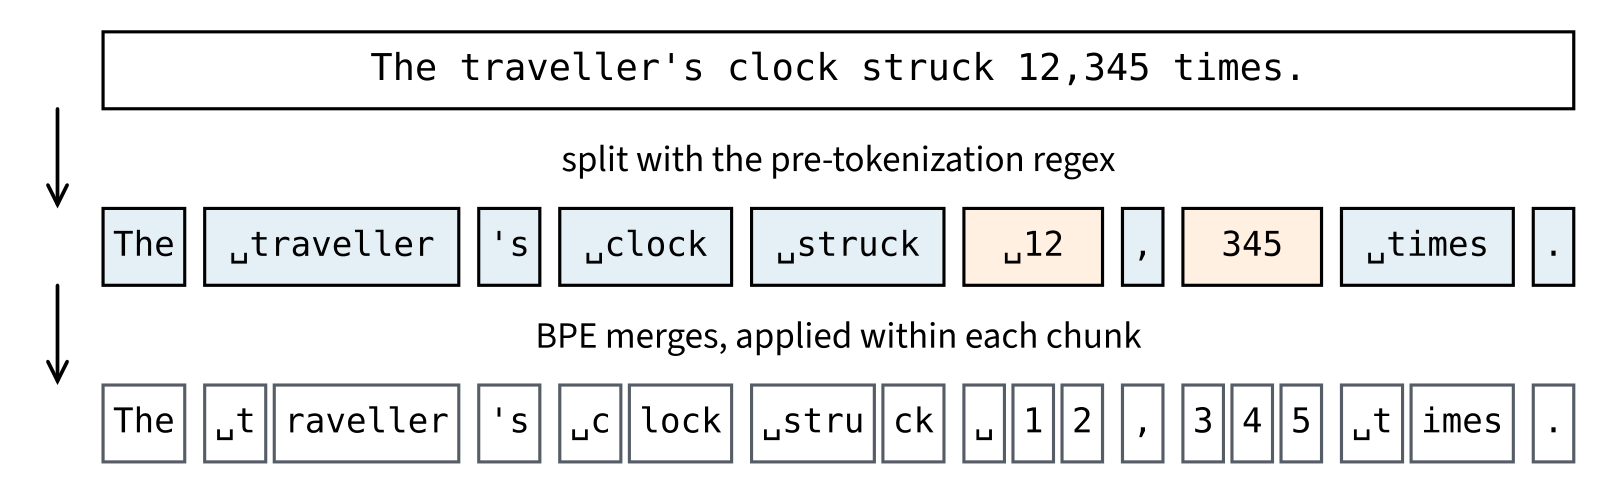 The traveller's clock struck 12,345 times.
split with the pre-tokenization regex
The ␣traveller 's ␣clock ␣struck ␣12 , 345 ␣times .
BPE merges, applied within each chunk
The ␣t raveller 's ␣c lock ␣stru ck ␣ 1 2 , 3 4 5 ␣t imes .